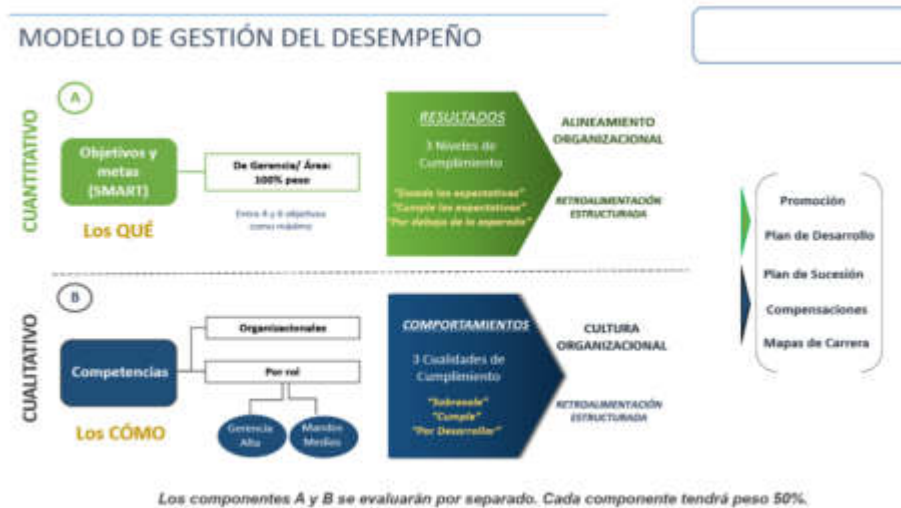 MODELO DE GESTIÓN DEL DESEMPEÑO
CUANTITATIVO
A
Objetivos y
metas
(SMART)
Los QUÉ
De Gerencia/ Área:
100% peso
Entre 4 y 6 objetivos
como máximo
RESULTADOS
3 Niveles de
Cumplimiento
"Excede las expectativas"
"Cumple las expectativas"
"Por debajo de lo esperado"
ALINEAMIENTO
ORGANIZACIONAL
RETROALIMENTACIÓN
ESTRUCTURADA
CUALITATIVO
B
Competencias
Los CÓMO
Organizacionales
Por rol
Gerencia
Alta
Mandos
Medios
COMPORTAMIENTOS
3 Cualidades de
Cumplimiento
"Sobresale"
"Cumple"
"Por Desarrollar"
CULTURA
ORGANIZACIONAL
RETROALIMENTACIÓN
ESTRUCTURADA
Promoción
Plan de Desarrollo
Plan de Sucesión
Compensaciones
Mapas de Carrera
Los componentes A y B se evaluarán por separado. Cada componente tendrá peso 50%.